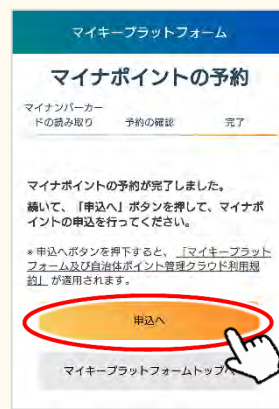 マイキープラットフォーム
マイナポイントの予約
マイナンバーカー
ドの読み取り 予約の確認 完了
マイナポイントの予約が完了しました。
続いて、「申込へ」ボタンを押して、マイナポ
イントの申込を行ってください。
※申込へボタンを押下すると、「マイキープラット
フォーム及び自治体ポイント管理クラウド利用規
約」が適用されます。
申込へ
マイキープラットフォームトップへ